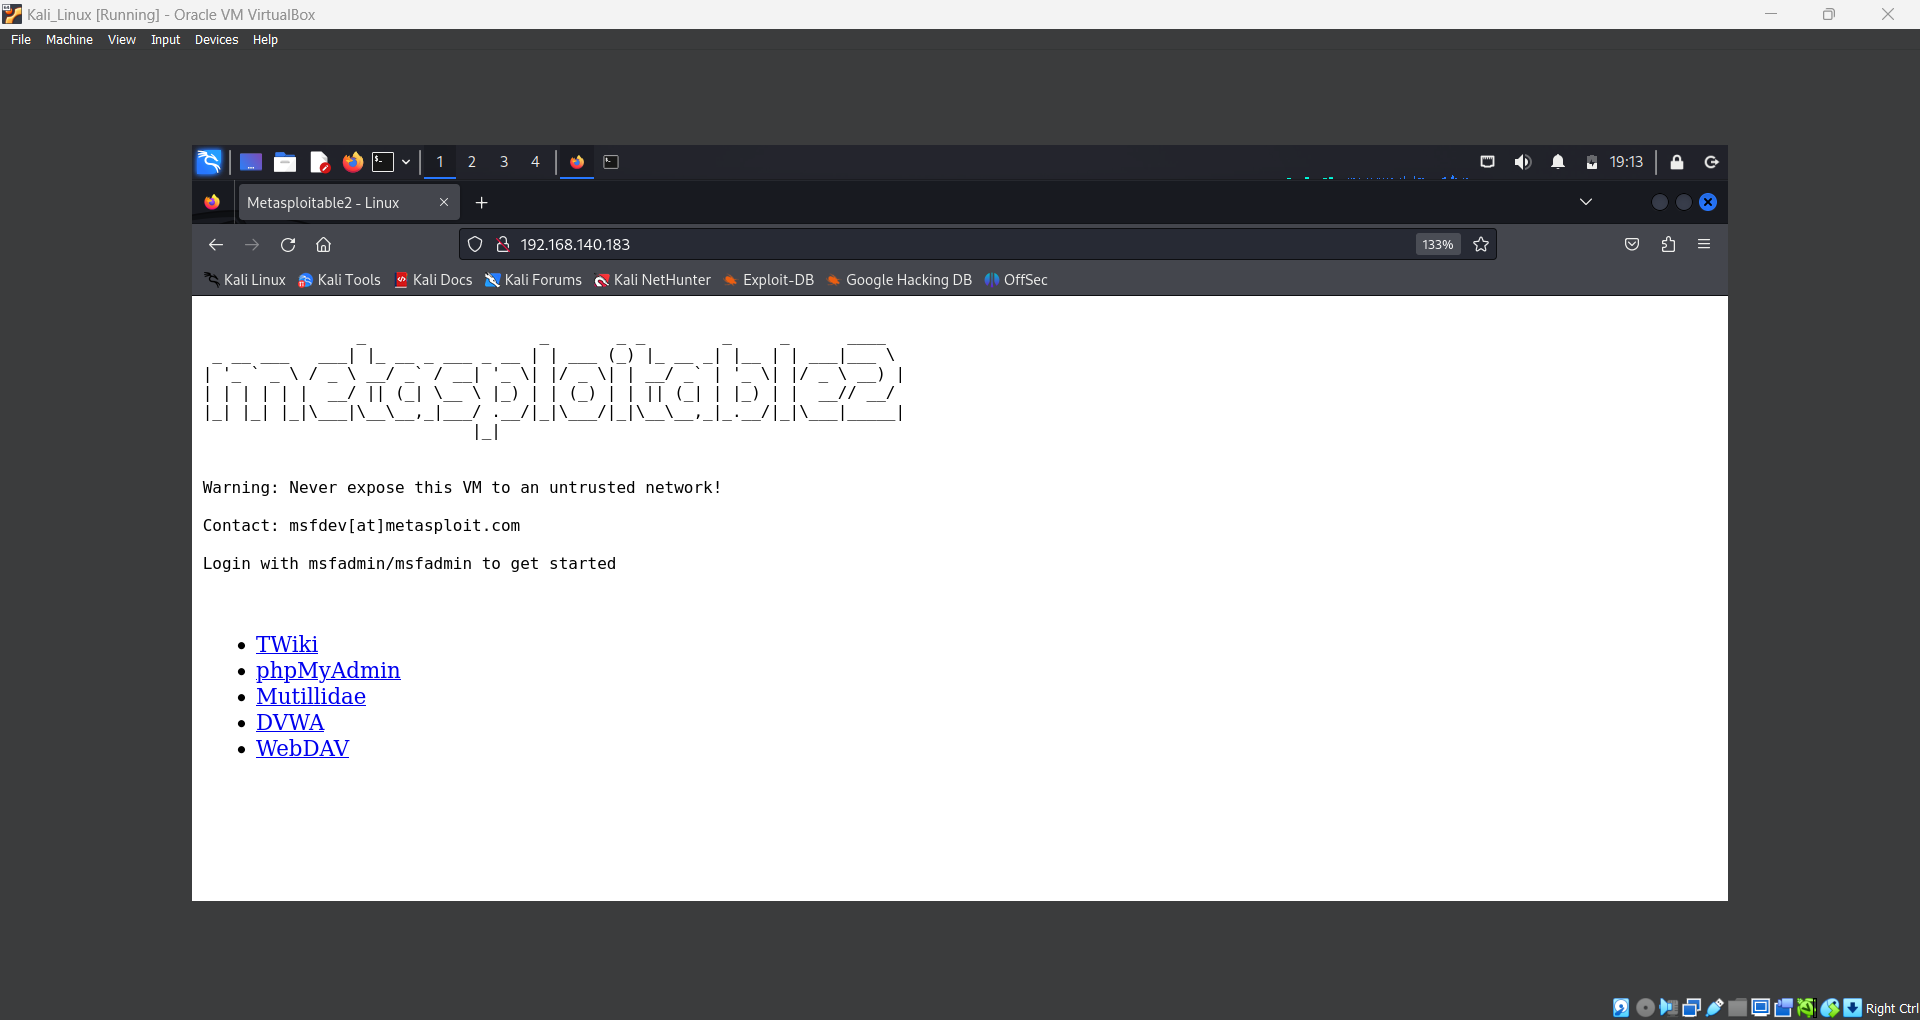 Kali_Linux [Running] - Oracle VM VirtualBox
File Machine View Input Devices Help
1 2 3 4 19:13
Metasploitable2 - Linux
192.168.140.183 133%
Kali Linux Kali Tools Kali Docs Kali Forums Kali NetHunter Exploit-DB Google Hacking DB OffSec
metasploitable2
Warning: Never expose this VM to an untrusted network!
Contact: msfdev[at]metasploit.com
Login with msfadmin/msfadmin to get started
TWiki
phpMyAdmin
Mutillidae
DVWA
WebDAV
Right Ctrl